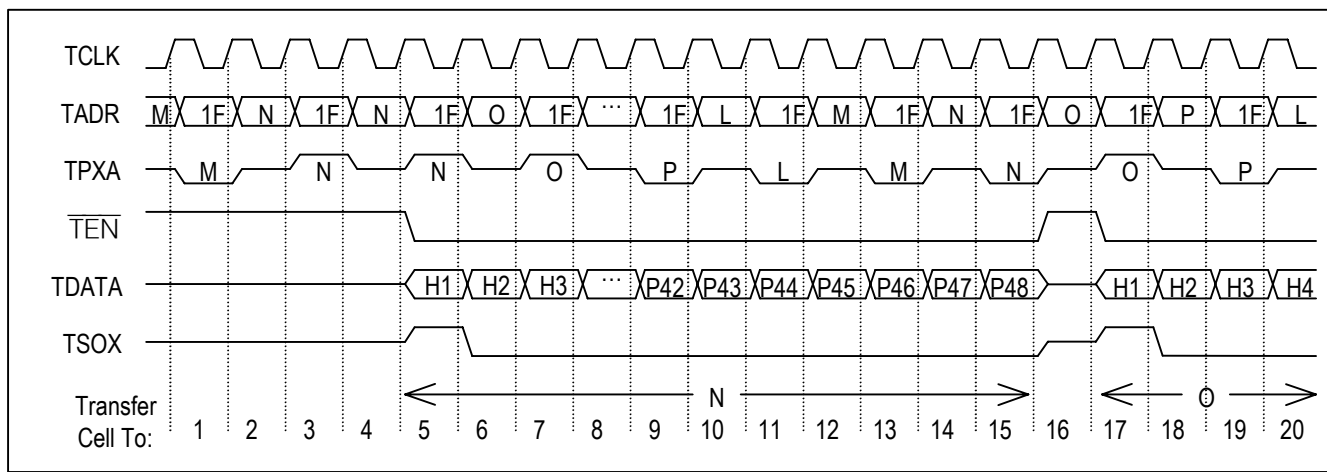 TCLK
TADR M 1F N 1F N 1F O 1F ... 1F L 1F M 1F N 1F O 1F P 1F L
TPXA M N N O P L M N O P
TEN
TDATA H1 H2 H3 ... P42 P43 P44 P45 P46 P47 P48 H1 H2 H3 H4
TSOX
N O
Transfer
Cell To: 1 2 3 4 5 6 7 8 9 10 11 12 13 14 15 16 17 18 19 20